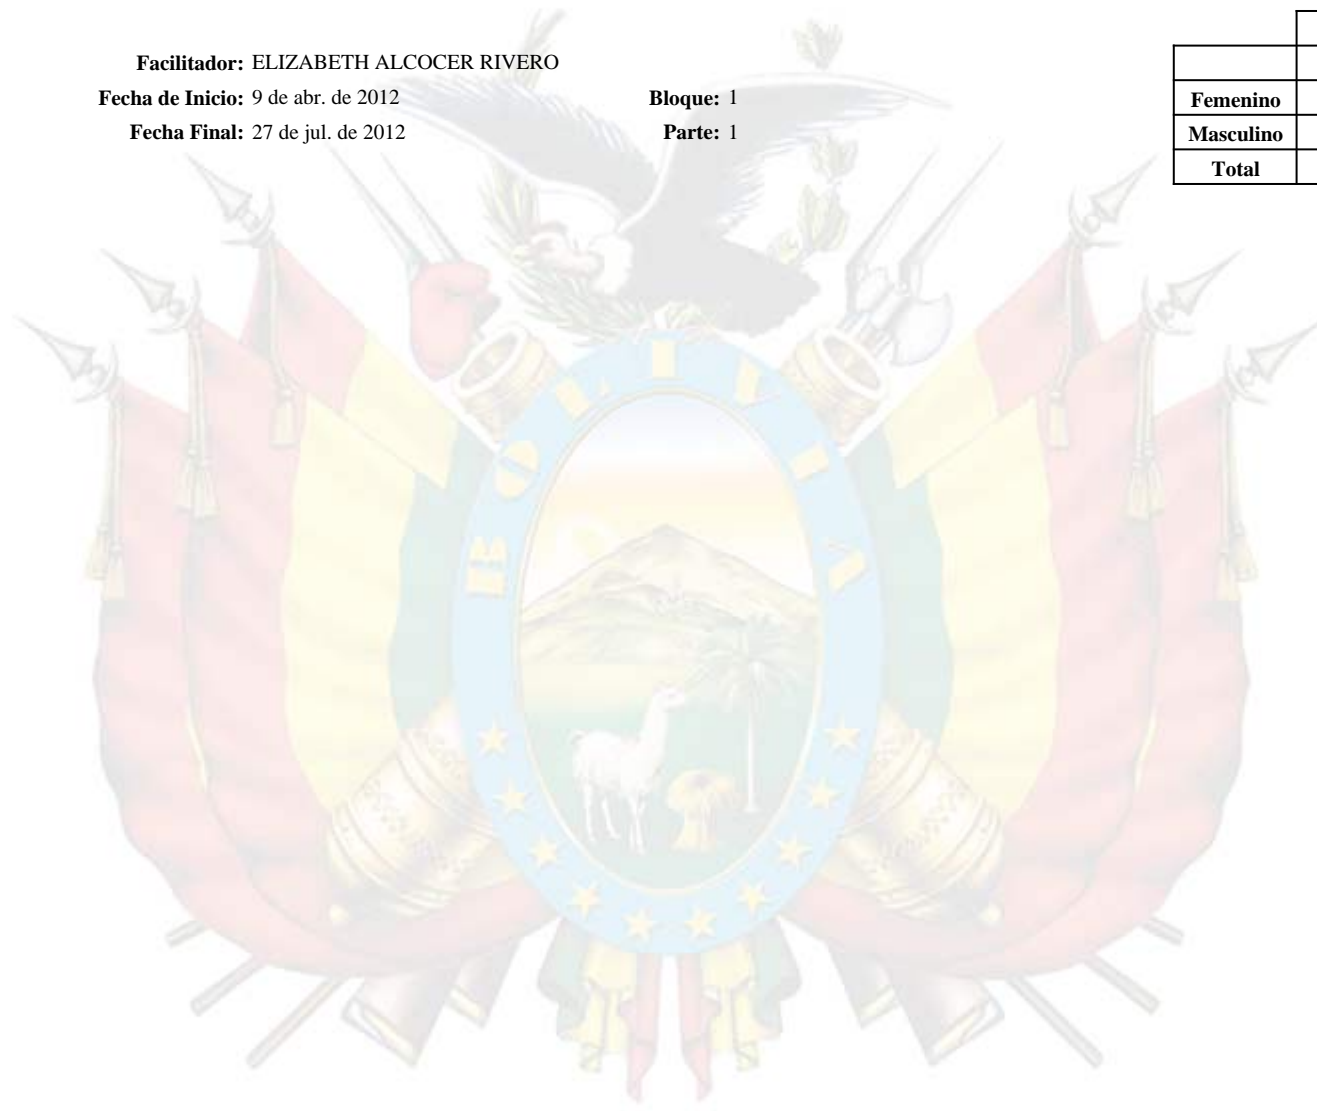 Facilitador: ELIZABETH ALCOCER RIVERO
Fecha de Inicio: 9 de abr. de 2012 Bloque: 1
Fecha Final: 27 de jul. de 2012 Parte: 1
Femenino
Masculino
Total
BOLIVIA